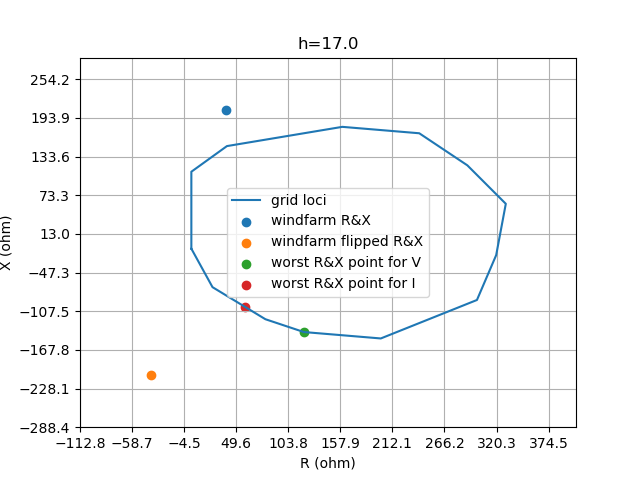 h=17.0
254.2
193.9
133.6
73.3
13.0
−47.3
−107.5
−167.8
−228.1
−288.4
X (ohm)
grid loci
windfarm R&X
windfarm flipped R&X
worst R&X point for V
worst R&X point for I
−112.8 −58.7 −4.5 49.6 103.8 157.9 212.1 266.2 320.3 374.5
R (ohm)